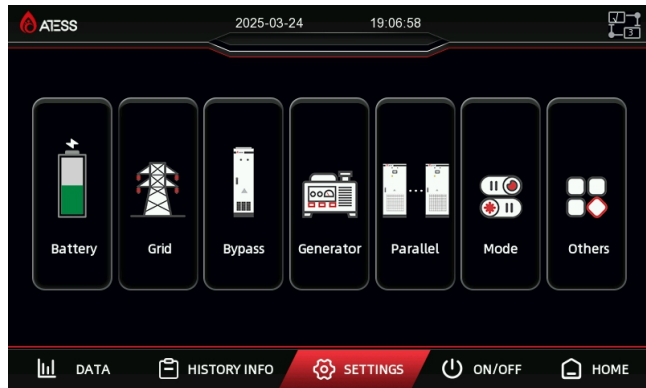 ATESS 2025-03-24 19:06:58
3
Battery Grid Bypass Generator Parallel Mode Others
DATA HISTORY INFO SETTINGS ON/OFF HOME